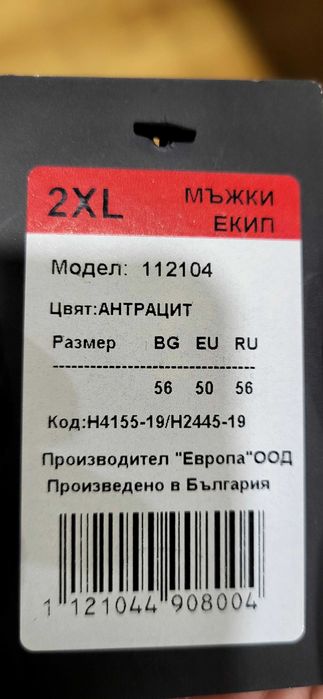 2XL
МЪЖКИ
ЕКИП
Модел: 112104
Цвят:АНТРАЦИТ
Размер BG EU RU
-----------------------------------
56 50 56
Код:H4155-19/H2445-19
Производител "Европа"ООД
Произведено в България
1 121044 908004